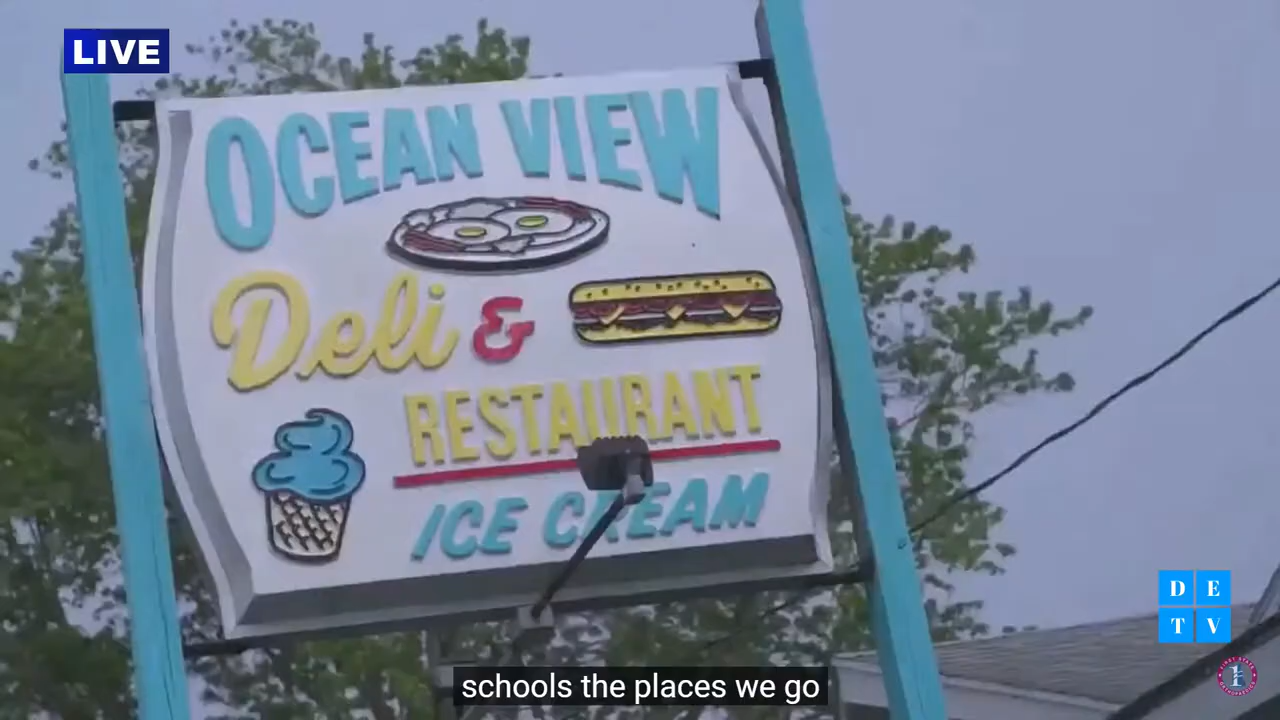 LIVE
OCEAN VIEW
Deli &
RESTAURANT
ICE CREAM
D E
T V
schools the places we go